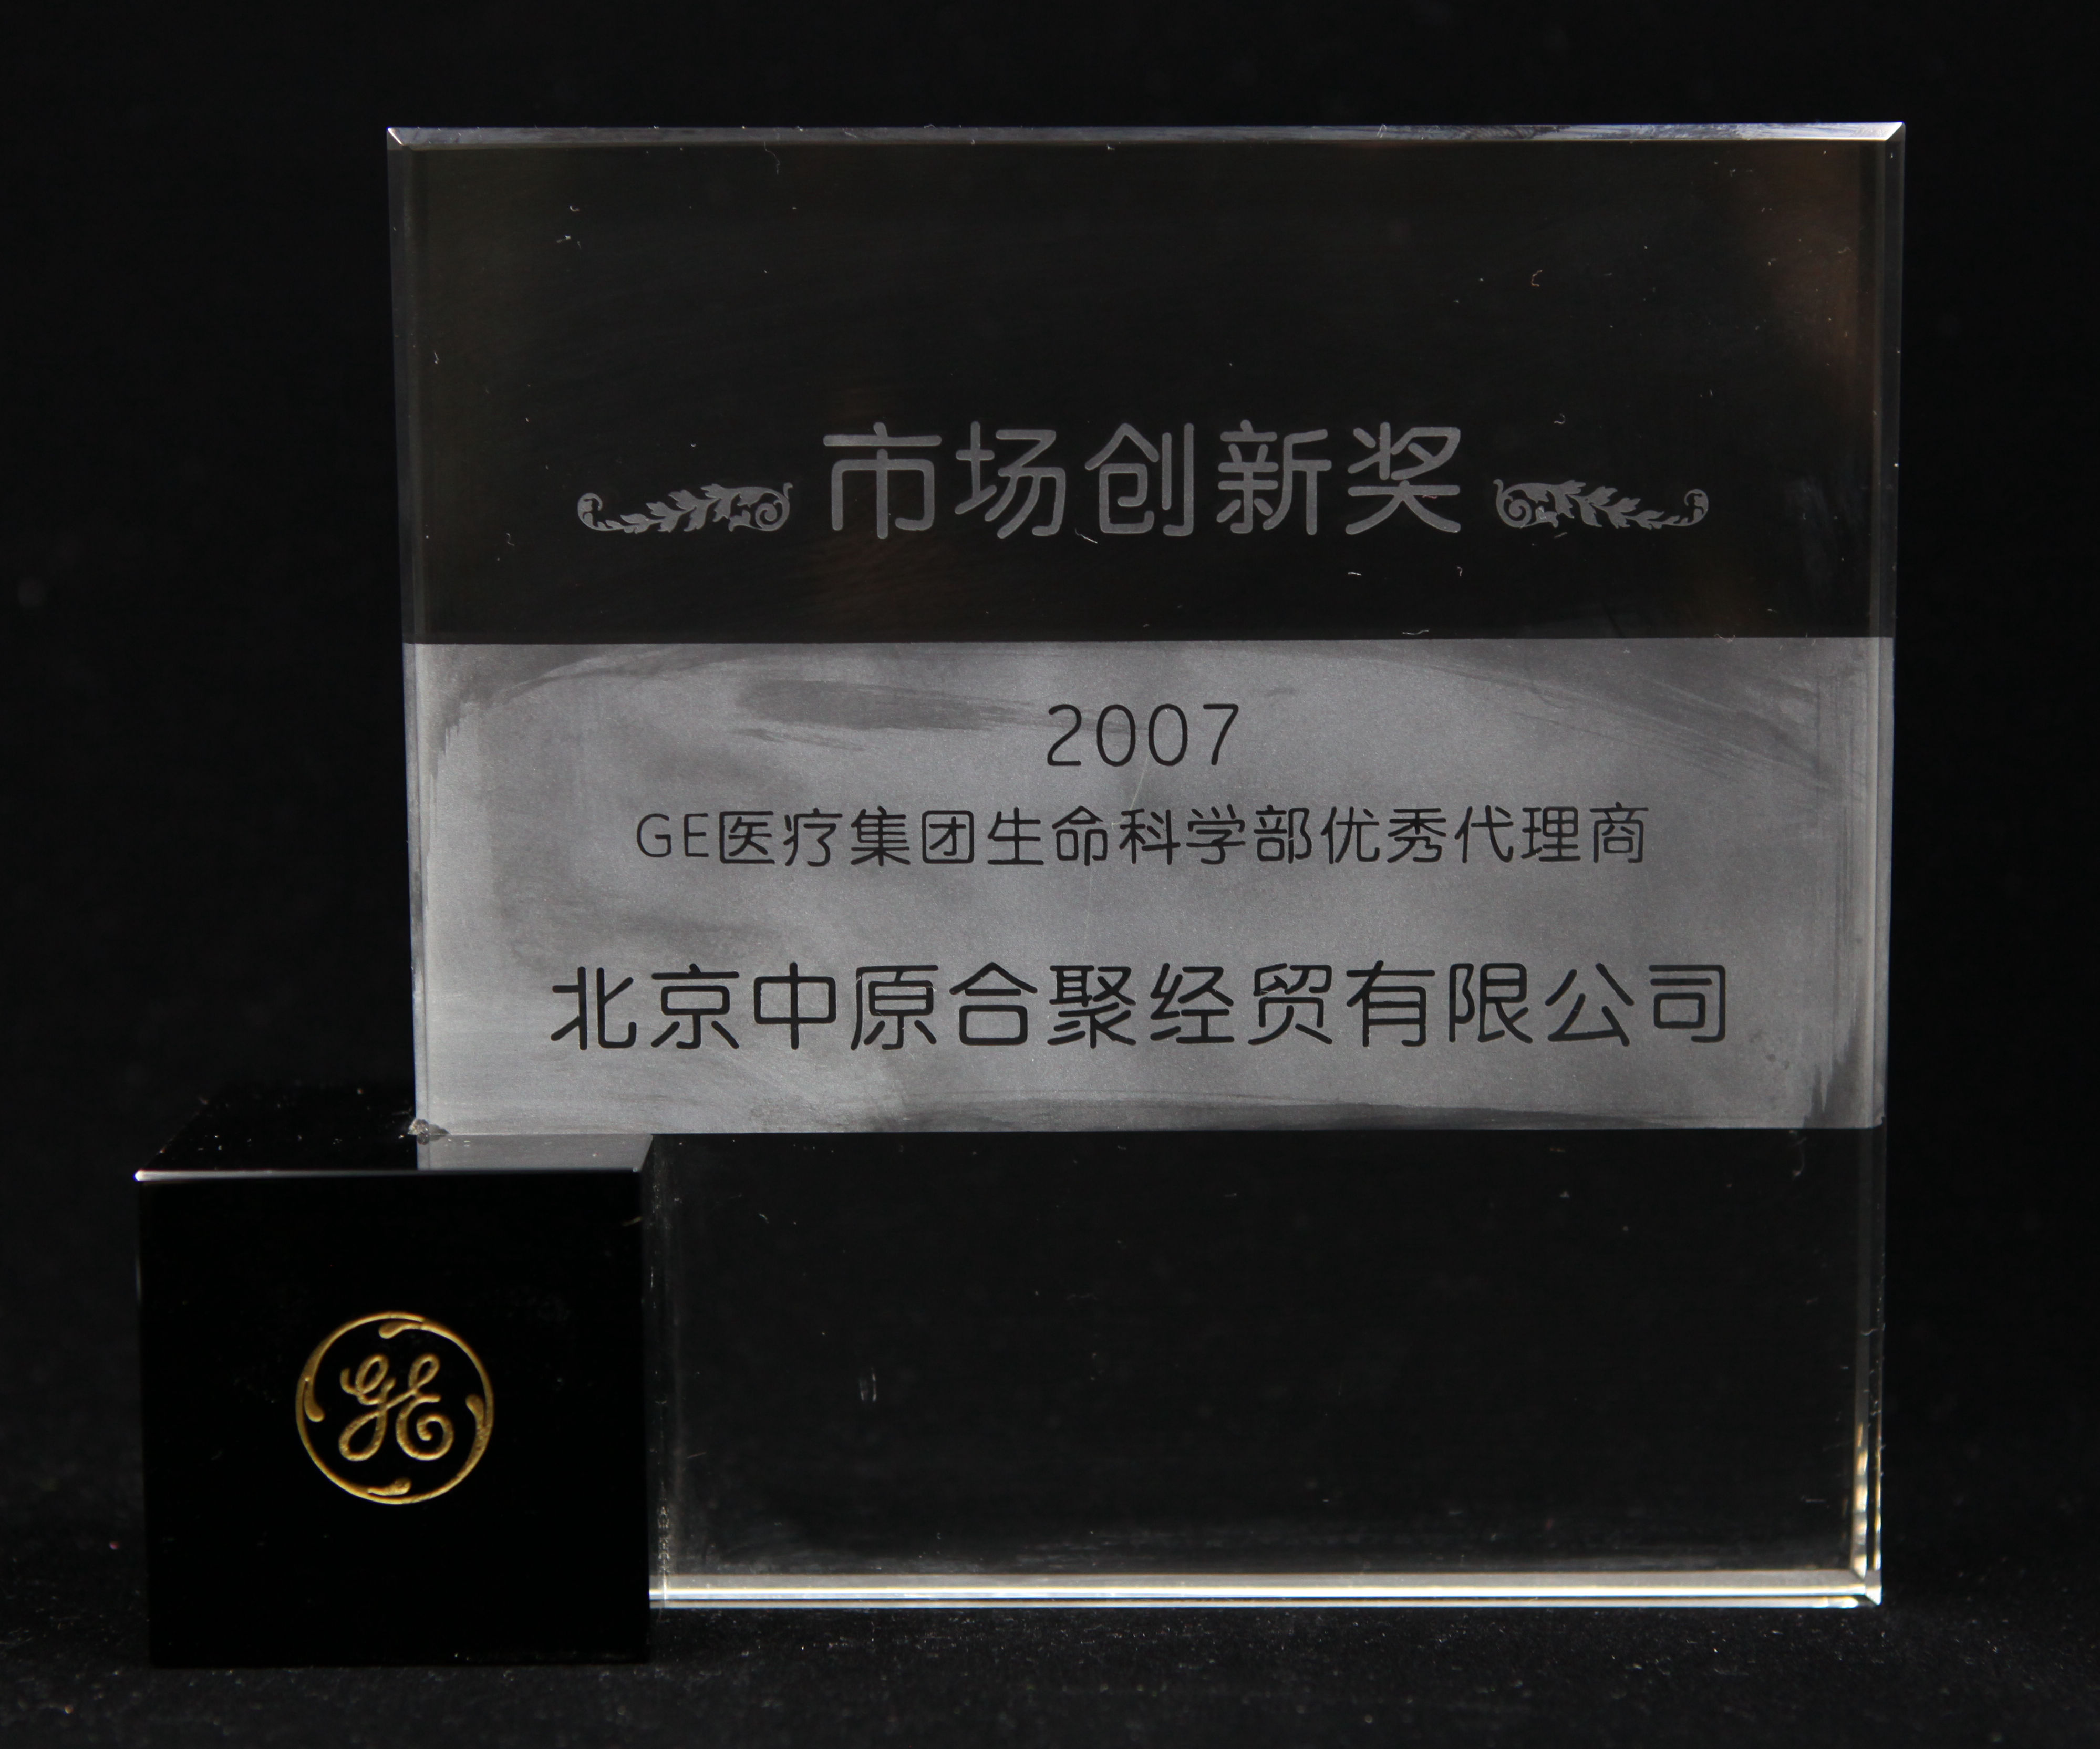 市场创新奖
2007
GE医疗集团生命科学部优秀代理商
北京中原合聚经贸有限公司
GE